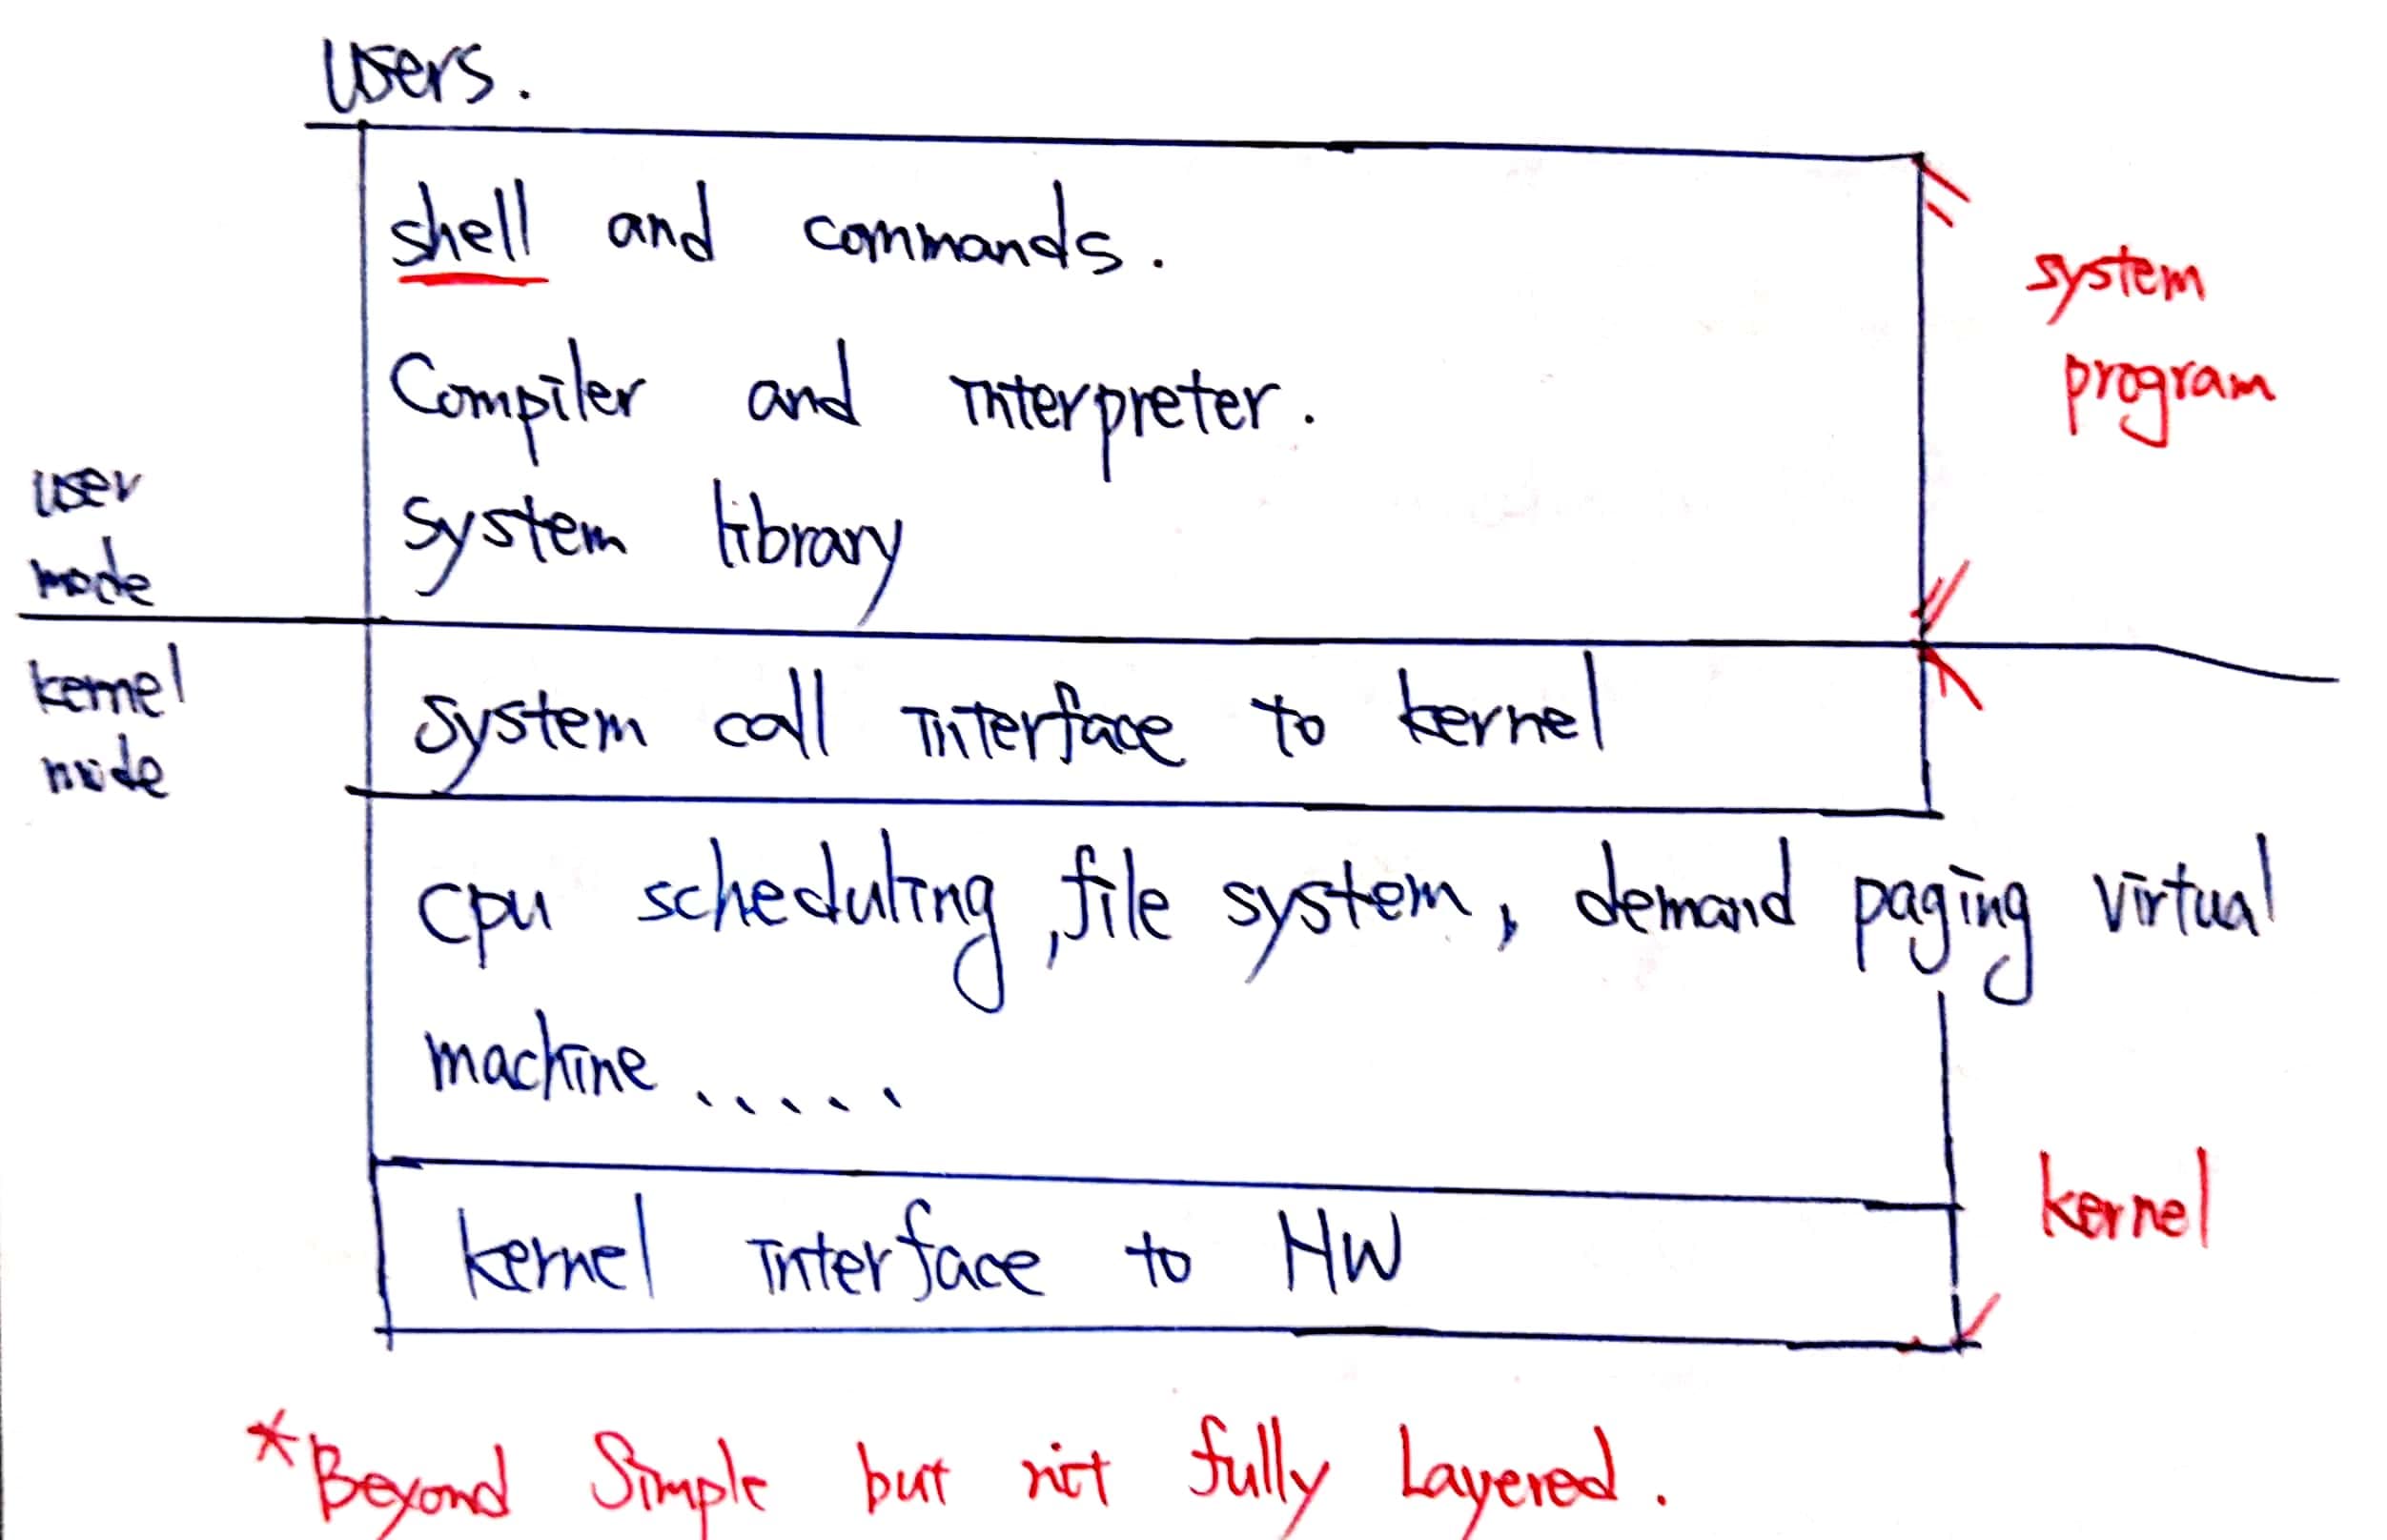 Users.
shell and commands.
system
program
Compiler and interpreter.
system library
user
mode
kernel
mode
system call interface to kernel
cpu scheduling, file system, demand paging virtual
machine .....
kernel
kernel interface to HW
*Beyond Simple but not fully Layered.